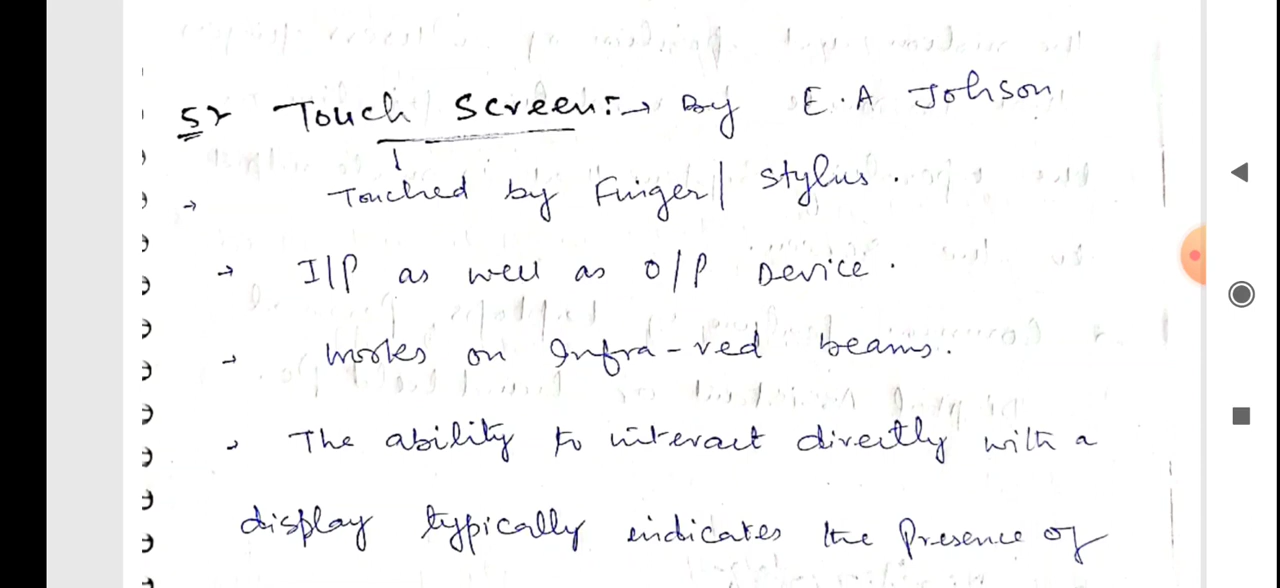 5> Touch Screen:→ By E.A Johson
→ Touched by Finger/ Stylus.
→ I/P as well as O/P Device.
→ works on Infra-red beams.
→ The ability to interact directly with a
display typically indicates the Presence of